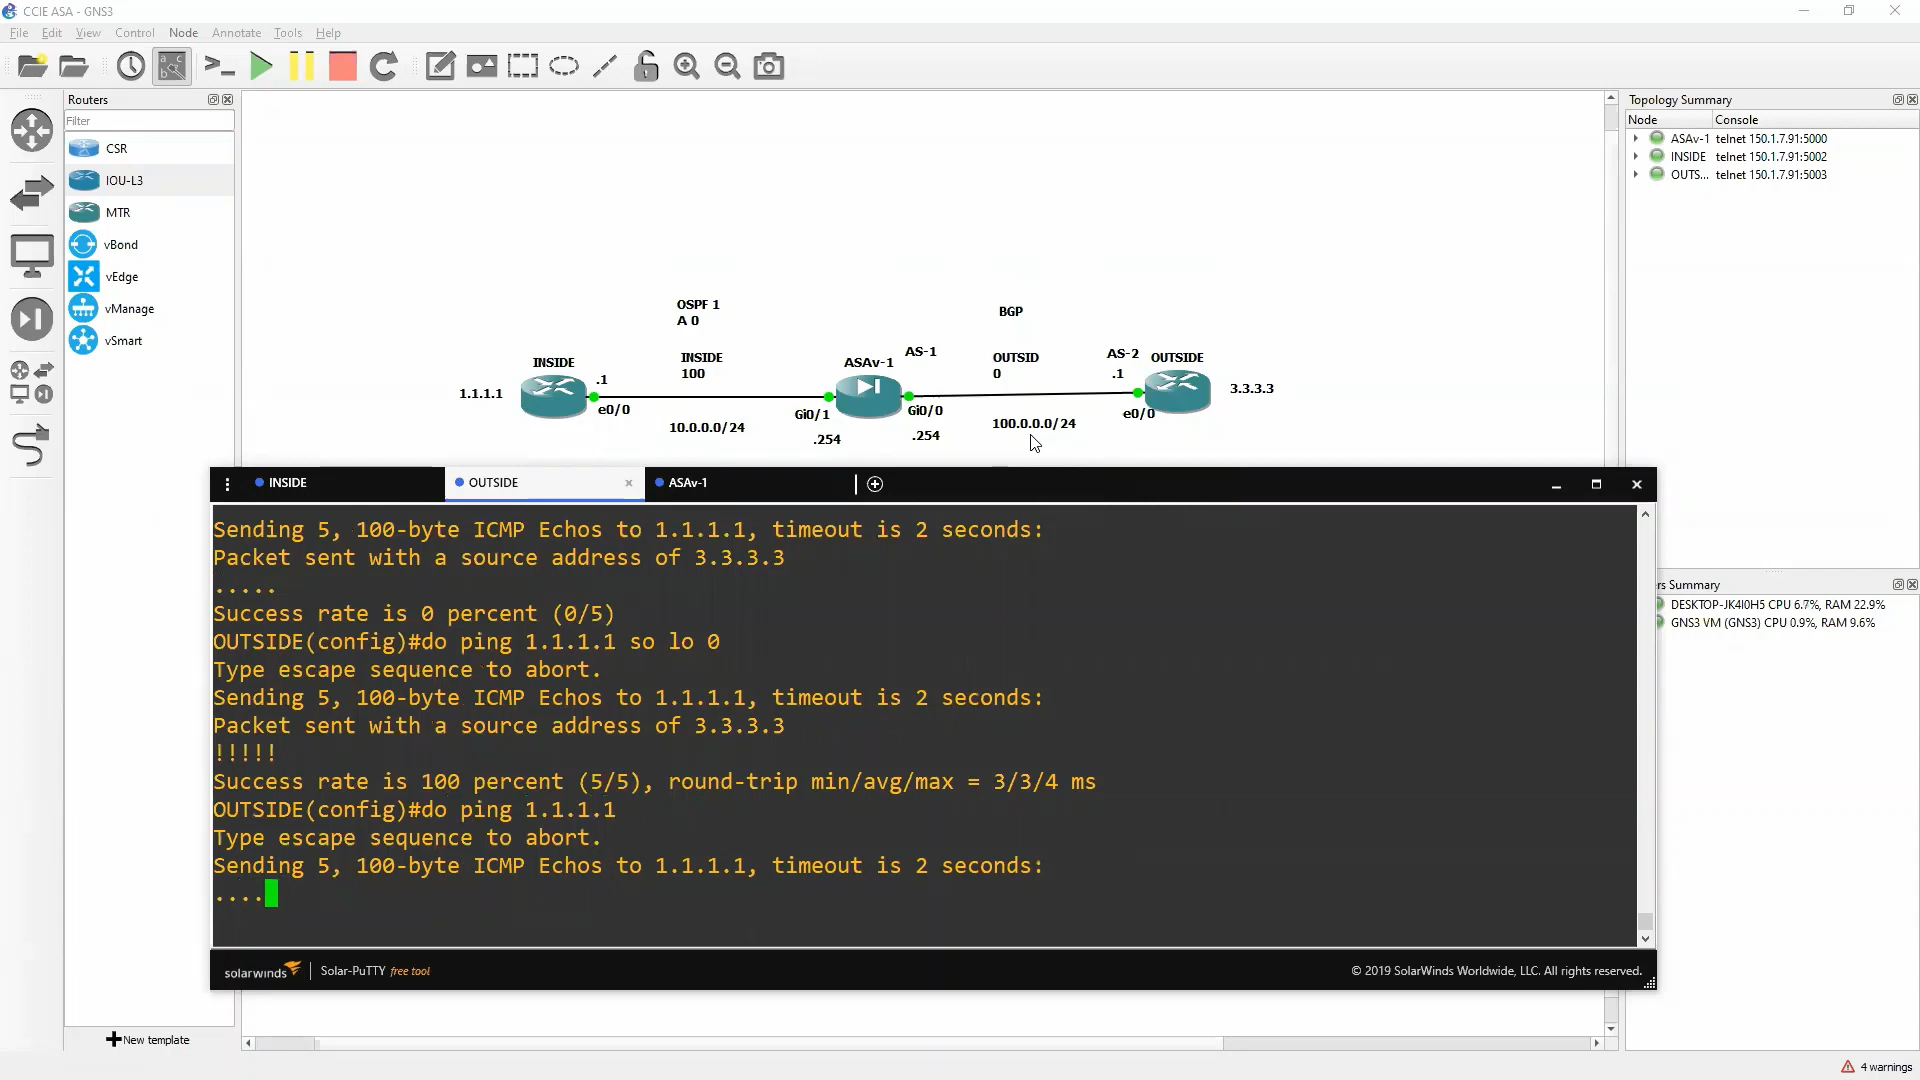 CCIE ASA - GNS3
File Edit View Control Node Annotate Tools Help
Routers
Filter
CSR
IOU-L3
MTR
vBond
vEdge
vManage
vSmart
New template
OSPF 1
A 0
BGP
INSIDE
1.1.1.1
.1
e0/0
INSIDE
100
10.0.0.0/24
ASAv-1
AS-1
Gi0/1
.254
Gi0/0
.254
OUTSID
0
100.0.0.0/24
AS-2
.1
e0/0
OUTSIDE
3.3.3.3
Topology Summary
Node Console
ASAv-1 telnet 150.1.7.91:5000
INSIDE telnet 150.1.7.91:5002
OUTS... telnet 150.1.7.91:5003
rs Summary
DESKTOP-JK4I0H5 CPU 6.7%, RAM 22.9%
GNS3 VM (GNS3) CPU 0.9%, RAM 9.6%
INSIDE OUTSIDE ASAv-1
Sending 5, 100-byte ICMP Echos to 1.1.1.1, timeout is 2 seconds:
Packet sent with a source address of 3.3.3.3
.....
Success rate is 0 percent (0/5)
OUTSIDE(config)#do ping 1.1.1.1 so lo 0
Type escape sequence to abort.
Sending 5, 100-byte ICMP Echos to 1.1.1.1, timeout is 2 seconds:
Packet sent with a source address of 3.3.3.3
!!!!!
Success rate is 100 percent (5/5), round-trip min/avg/max = 3/3/4 ms
OUTSIDE(config)#do ping 1.1.1.1
Type escape sequence to abort.
Sending 5, 100-byte ICMP Echos to 1.1.1.1, timeout is 2 seconds:
....
solarwinds Solar-PuTTY free tool
© 2019 SolarWinds Worldwide, LLC. All rights reserved.
4 warnings